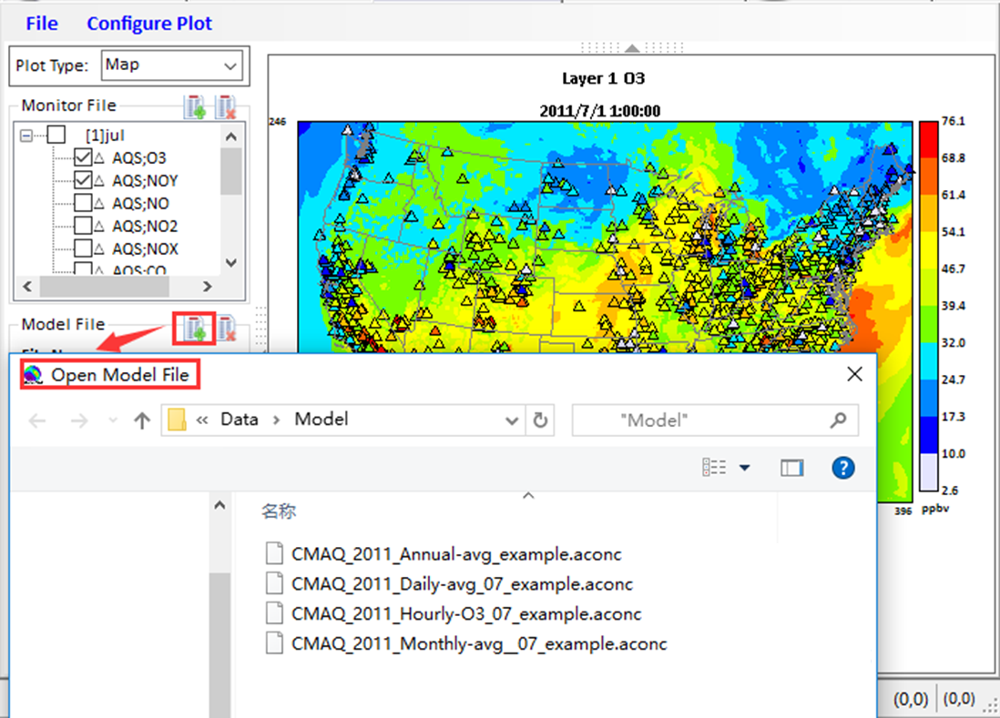 File Configure Plot
Plot Type: Map
Monitor File
[1]jul
AQS;O3
AQS;NOY
AQS;NO
AQS;NO2
AQS;NOX
AQS;CO
Model File
Layer 1 O3
2011/7/1 1:00:00
246
76.1
68.8
61.4
54.1
46.7
39.4
32.0
24.7
17.3
10.0
2.6
396 ppbv
Open Model File
« Data › Model
"Model"
名称
CMAQ_2011_Annual-avg_example.aconc
CMAQ_2011_Daily-avg_07_example.aconc
CMAQ_2011_Hourly-O3_07_example.aconc
CMAQ_2011_Monthly-avg__07_example.aconc
(0,0) (0,0)